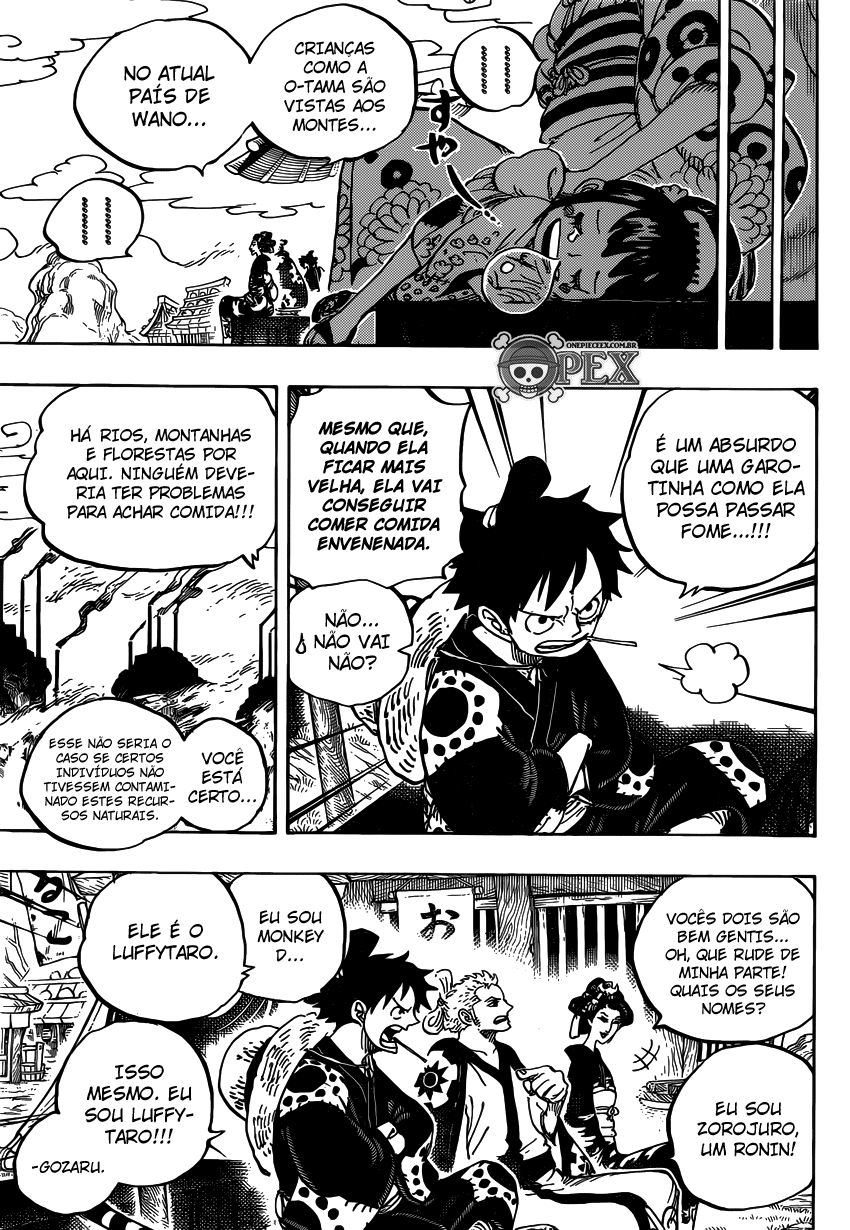 CRIANÇAS
COMO A
O-TAMA SÃO
VISTAS AOS
MONTES...
NO ATUAL
PAÍS DE
WANO...
すや
ONEPIECEEX.COM.BR
OPEX
É UM ABSURDO
QUE UMA GARO-
TINHA COMO ELA
POSSA PASSAR
FOME...!!!
MESMO QUE,
QUANDO ELA
FICAR MAIS
VELHA, ELA VAI
CONSEGUIR
COMER COMIDA
ENVENENADA.
NÃO...
NÃO VAI
NÃO?
HÁ RIOS, MONTANHAS
E FLORESTAS POR
AQUI. NINGUÉM DEVE-
RIA TER PROBLEMAS
PARA ACHAR COMIDA!!!
VOCÊ
ESTÁ
CERTO...
ESSE NÃO SERIA O
CASO SE CERTOS
INDIVÍDUOS NÃO
TIVESSEM CONTAMI-
NADO ESTES RECUR-
SOS NATURAIS.
VOCÊS DOIS SÃO
BEM GENTIS...
OH, QUE RUDE DE
MINHA PARTE!
QUAIS OS SEUS
NOMES?
EU SOU
ZOROJURO,
UM RONIN!
お
EU SOU
MONKEY
D...
ELE É O
LUFFYTARO.
ISSO
MESMO. EU
SOU LUFFY-
TARO!!!
-GOZARU.